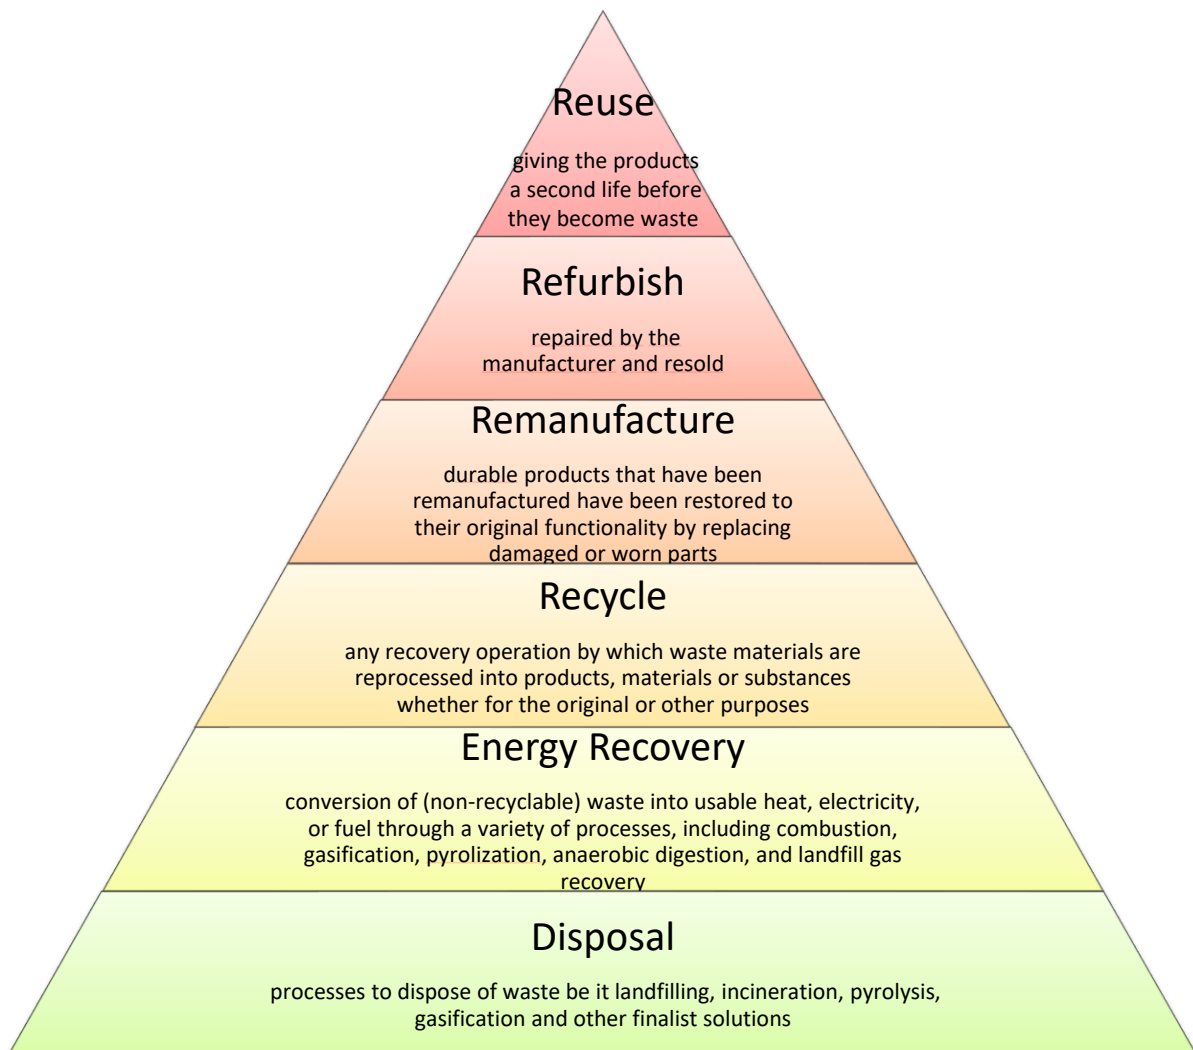 Reuse
giving the products
a second life before
they become waste
Refurbish
repaired by the
manufacturer and resold
Remanufacture
durable products that have been
remanufactured have been restored to
their original functionality by replacing
damaged or worn parts
Recycle
any recovery operation by which waste materials are
reprocessed into products, materials or substances
whether for the original or other purposes
Energy Recovery
conversion of (non-recyclable) waste into usable heat, electricity,
or fuel through a variety of processes, including combustion,
gasification, pyrolization, anaerobic digestion, and landfill gas
recovery
Disposal
processes to dispose of waste be it landfilling, incineration, pyrolysis,
gasification and other finalist solutions